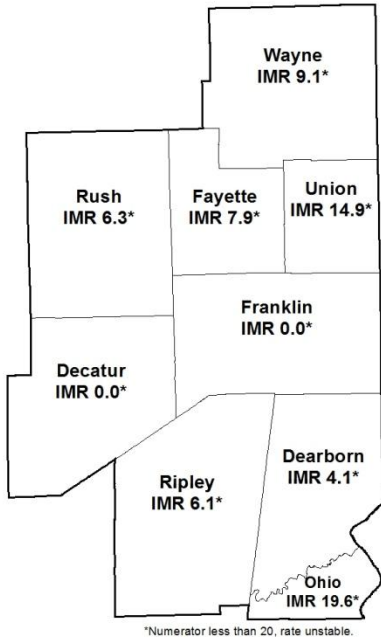 Wayne
IMR 9.1*
Rush
IMR 6.3*
Fayette
IMR 7.9*
Union
IMR 14.9*
Franklin
IMR 0.0*
Decatur
IMR 0.0*
Dearborn
IMR 4.1*
Ripley
IMR 6.1*
Ohio
IMR 19.6*
*Numerator less than 20, rate unstable.